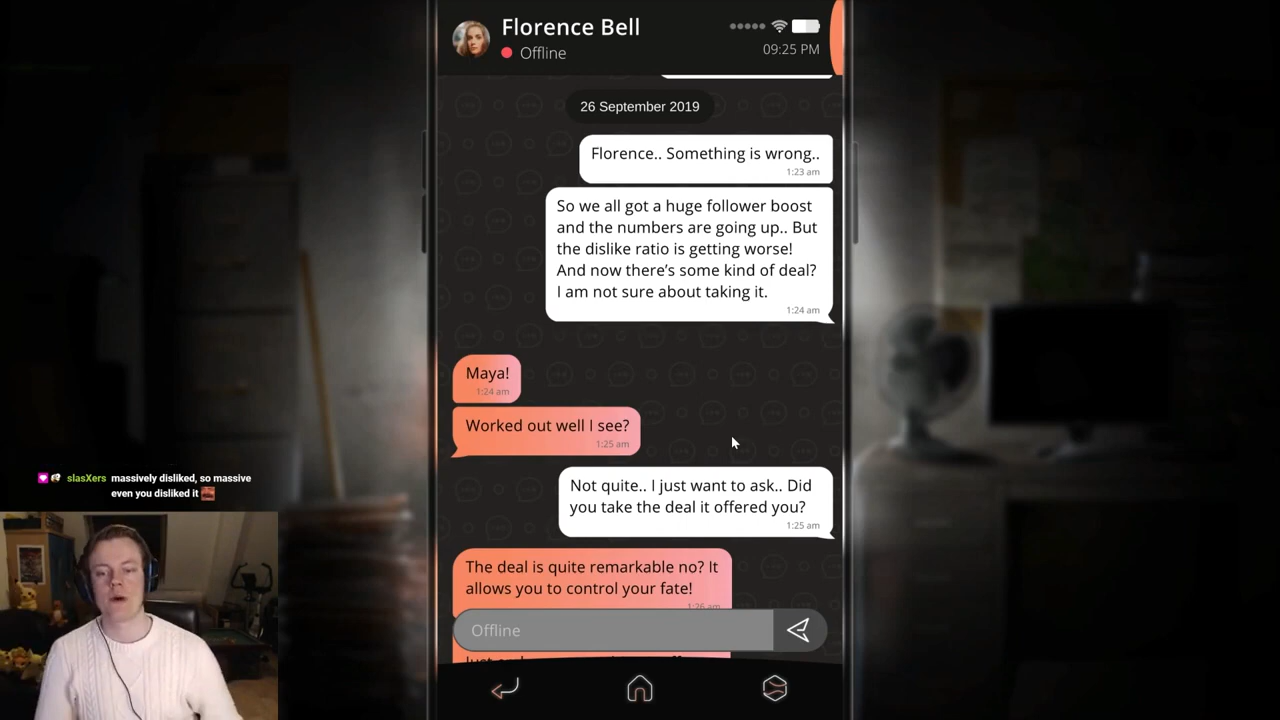 Florence Bell
Offline
09:25 PM
26 September 2019
Florence.. Something is wrong..
1:23 am
So we all got a huge follower boost
and the numbers are going up.. But
the dislike ratio is getting worse!
And now there’s some kind of deal?
I am not sure about taking it.
1:24 am
Maya!
1:24 am
Worked out well I see?
1:25 am
Not quite.. I just want to ask.. Did
you take the deal it offered you?
1:25 am
The deal is quite remarkable no? It
allows you to control your fate!
1:26 am
Offline
slasXers massively disliked, so massive
even you disliked it